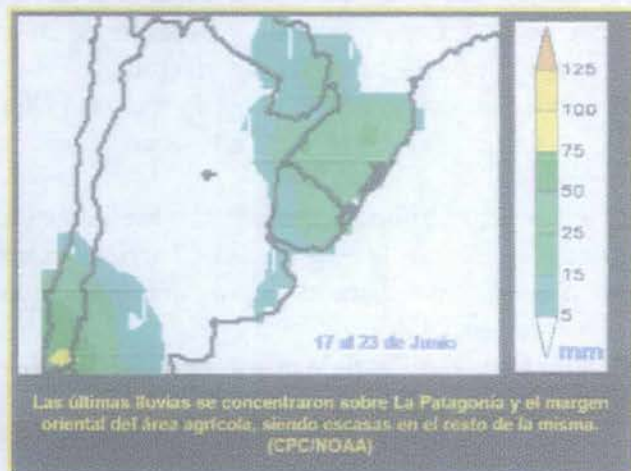 125
100
75
50
25
15
5
mm
17 al 23 de Junio
Las últimas lluvias se concentraron sobre La Patagonia y el margen
oriental del área agrícola, siendo escasas en el resto de la misma.
(CPC/NOAA)